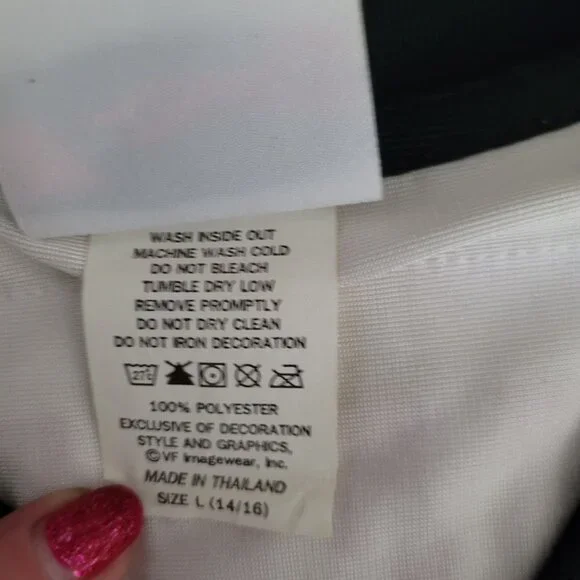 WASH INSIDE OUT
MACHINE WASH COLD
DO NOT BLEACH
TUMBLE DRY LOW
REMOVE PROMPTLY
DO NOT DRY CLEAN
DO NOT IRON DECORATION
27C
100% POLYESTER
EXCLUSIVE OF DECORATION
STYLE AND GRAPHICS,
©VF Imagewear, Inc.
MADE IN THAILAND
SIZE L (14/16)